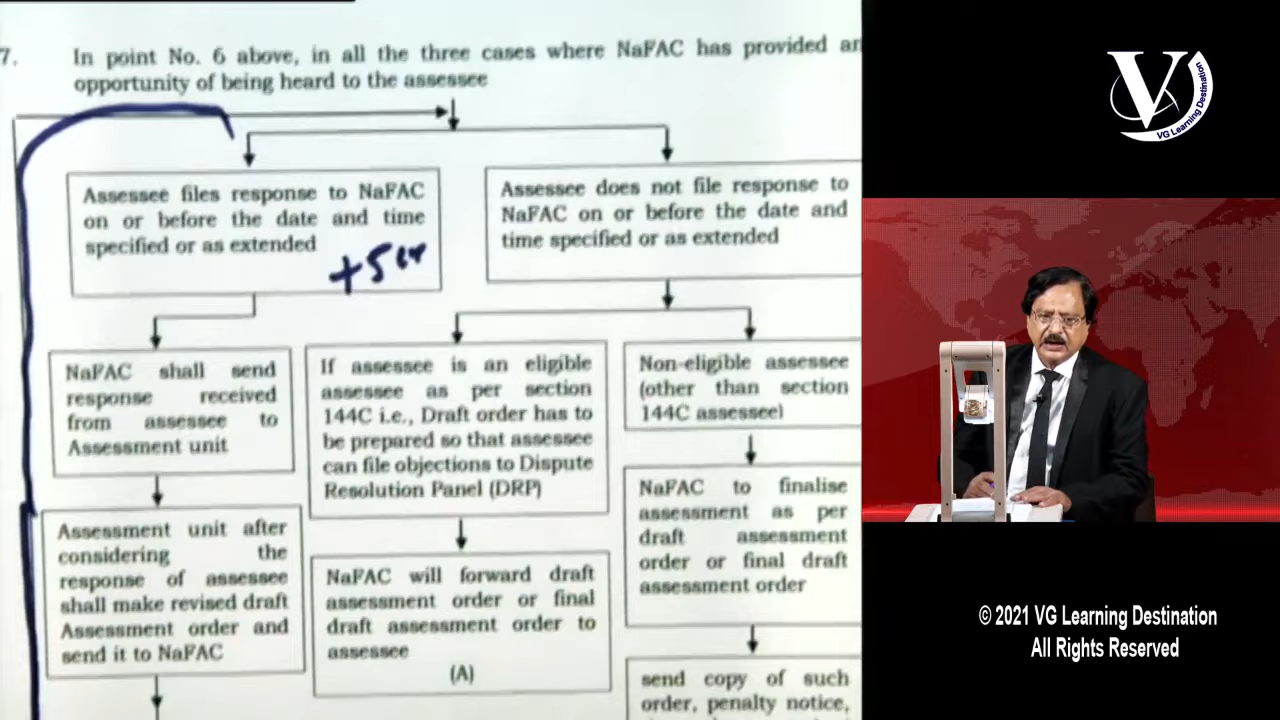 7. In point No. 6 above, in all the three cases where NaFAC has provided an
opportunity of being heard to the assessee
Assessee files response to NaFAC
on or before the date and time
specified or as extended
Assessee does not file response to
NaFAC on or before the date and
time specified or as extended
NaFAC shall send
response received
from assessee to
Assessment unit
If assessee is an eligible
assessee as per section
144C i.e., Draft order has to
be prepared so that assessee
can file objections to Dispute
Resolution Panel (DRP)
Non-eligible assessee
(other than section
144C assessee)
Assessment unit after
considering the
response of assessee
shall make revised draft
Assessment order and
send it to NaFAC
NaFAC will forward draft
assessment order or final
draft assessment order to
assessee
(A)
NaFAC to finalise
assessment as per
draft assessment
order or final draft
assessment order
send copy of such
order, penalty notice,
V
VG Learning Destination
© 2021 VG Learning Destination
All Rights Reserved